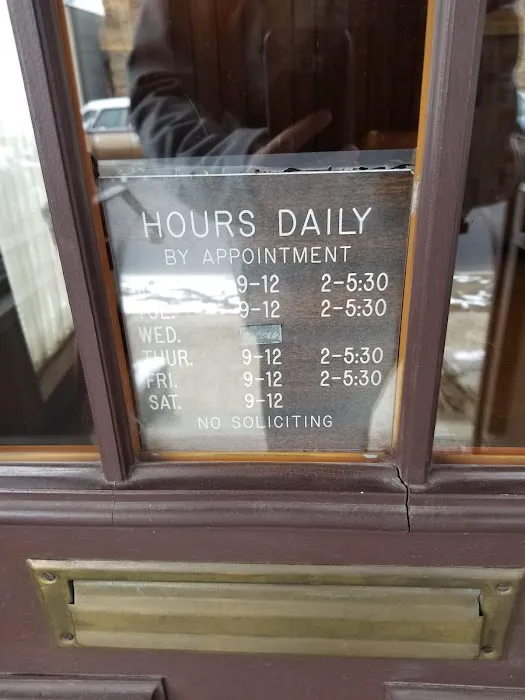 HOURS DAILY
BY APPOINTMENT
9-12 2-5:30
TUE. 9-12 2-5:30
WED.
THUR. 9-12 2-5:30
FRI. 9-12 2-5:30
SAT. 9-12
NO SOLICITING